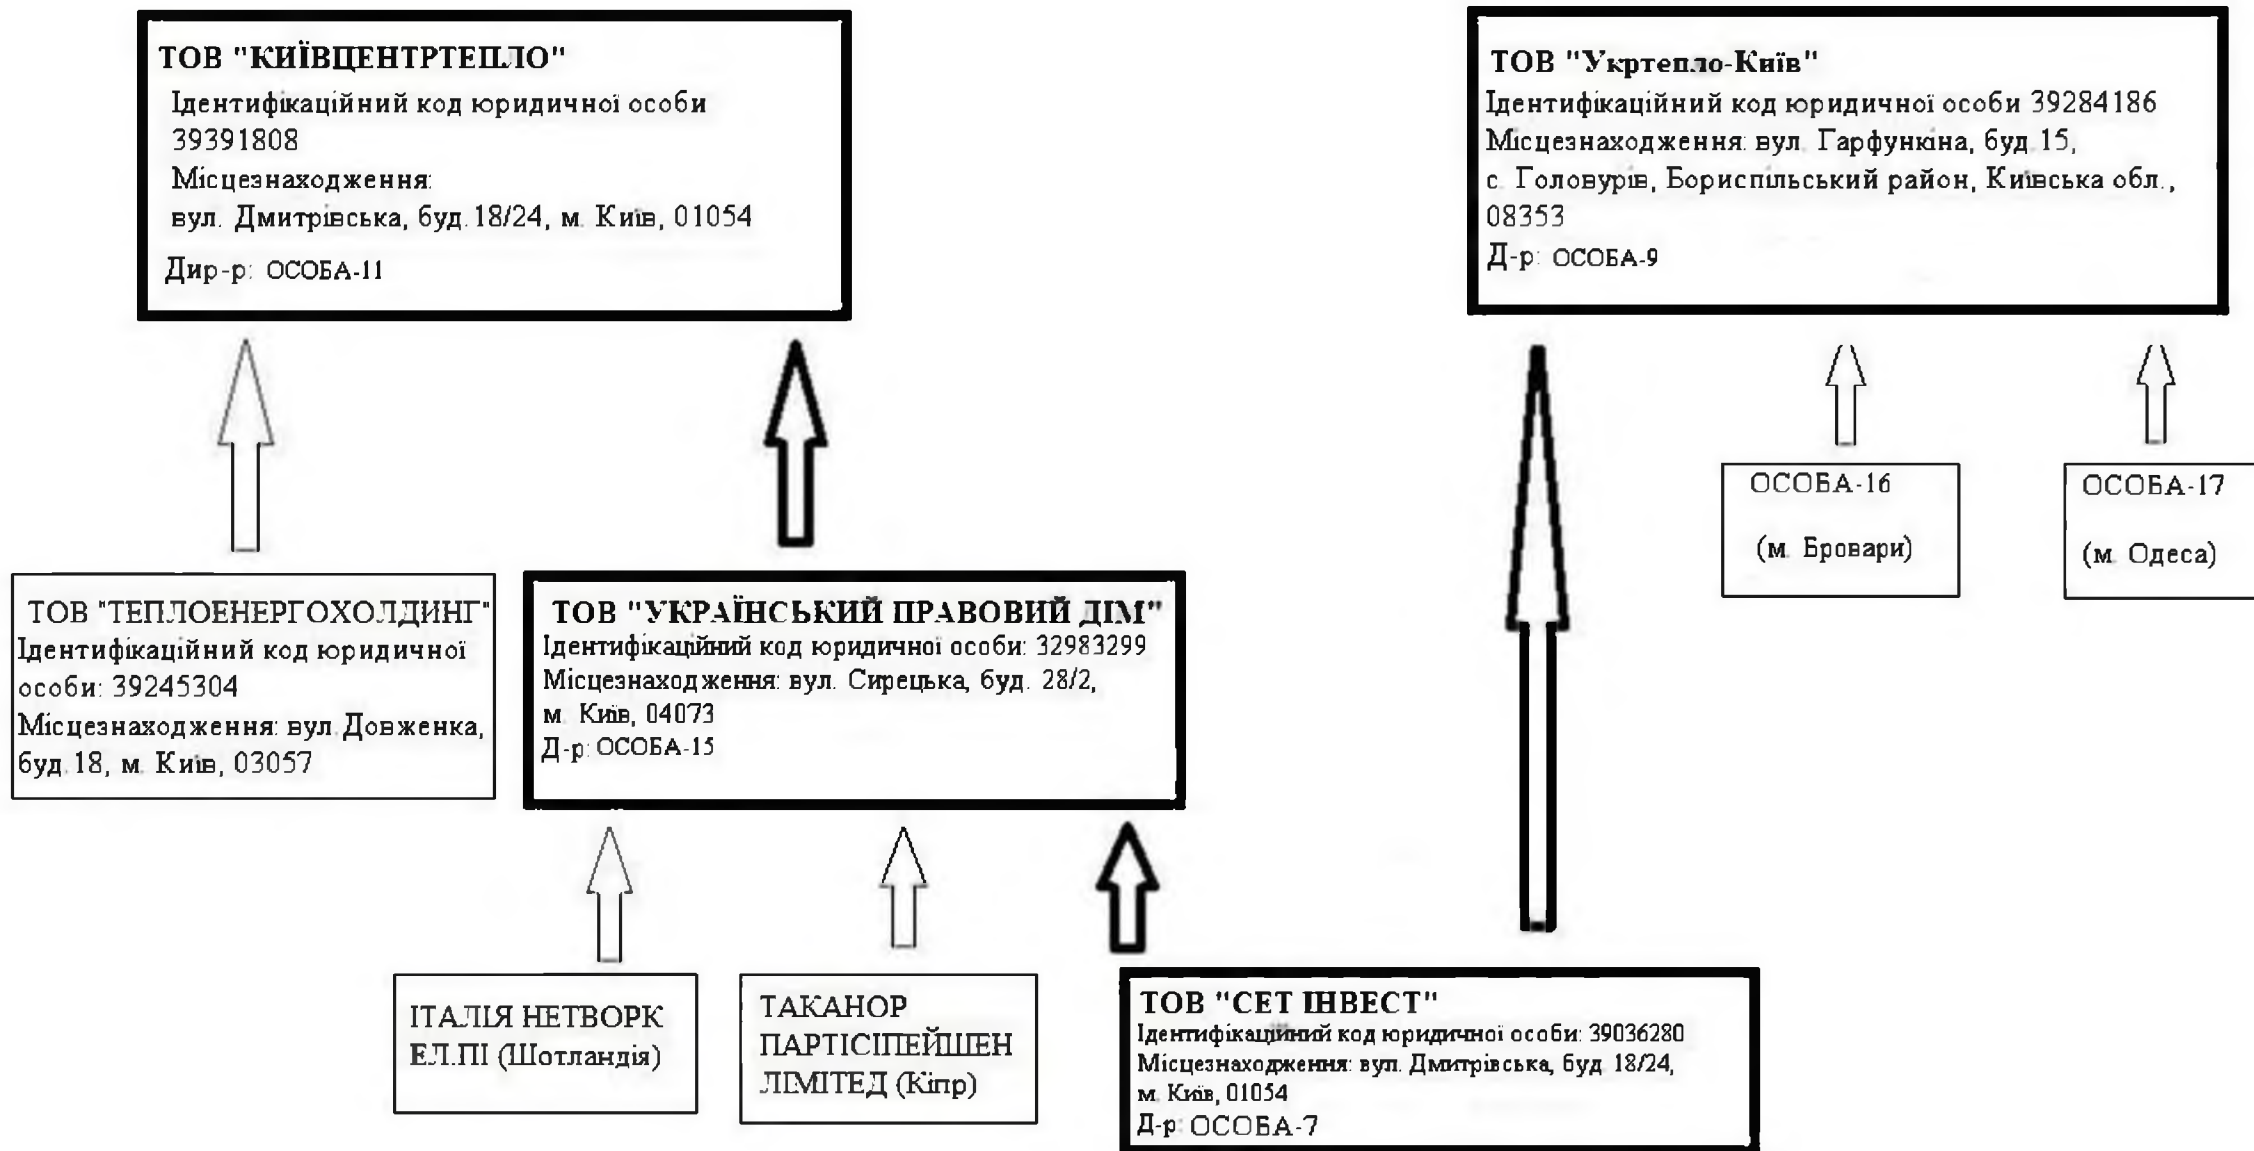 ТОВ "КИЇВЦЕНТРТЕПЛО"
Ідентифікаційний код юридичної особи
39391808
Місцезнаходження:
вул. Дмитрівська, буд. 18/24, м. Київ, 01054
Дир-р: ОСОБА-11
ТОВ "Укртепло-Київ"
Ідентифікаційний код юридичної особи 39284186
Місцезнаходження: вул. Гарфункіна, буд. 15,
с. Головурів, Бориспільський район, Київська обл.,
08353
Д-р: ОСОБА-9
ОСОБА-16
(м. Бровари)
ОСОБА-17
(м. Одеса)
ТОВ "ТЕПЛОЕНЕРГОХОЛДИНГ"
Ідентифікаційний код юридичної
особи: 39245304
Місцезнаходження: вул. Довженка,
буд. 18, м. Київ, 03057
ТОВ "УКРАЇНСЬКИЙ ПРАВОВИЙ ДІМ"
Ідентифікаційний код юридичної особи: 32983299
Місцезнаходження: вул. Сирецька, буд. 28/2,
м. Київ, 04073
Д-р: ОСОБА-15
ІТАЛІЯ НЕТВОРК
ЕЛ.ПІ (Шотландія)
ТАКАНОР
ПАРТІСІПЕЙШЕН
ЛІМІТЕД (Кіпр)
ТОВ "СЕТ ІНВЕСТ"
Ідентифікаційний код юридичної особи: 39036280
Місцезнаходження: вул. Дмитрівська, буд. 18/24,
м. Київ, 01054
Д-р: ОСОБА-7